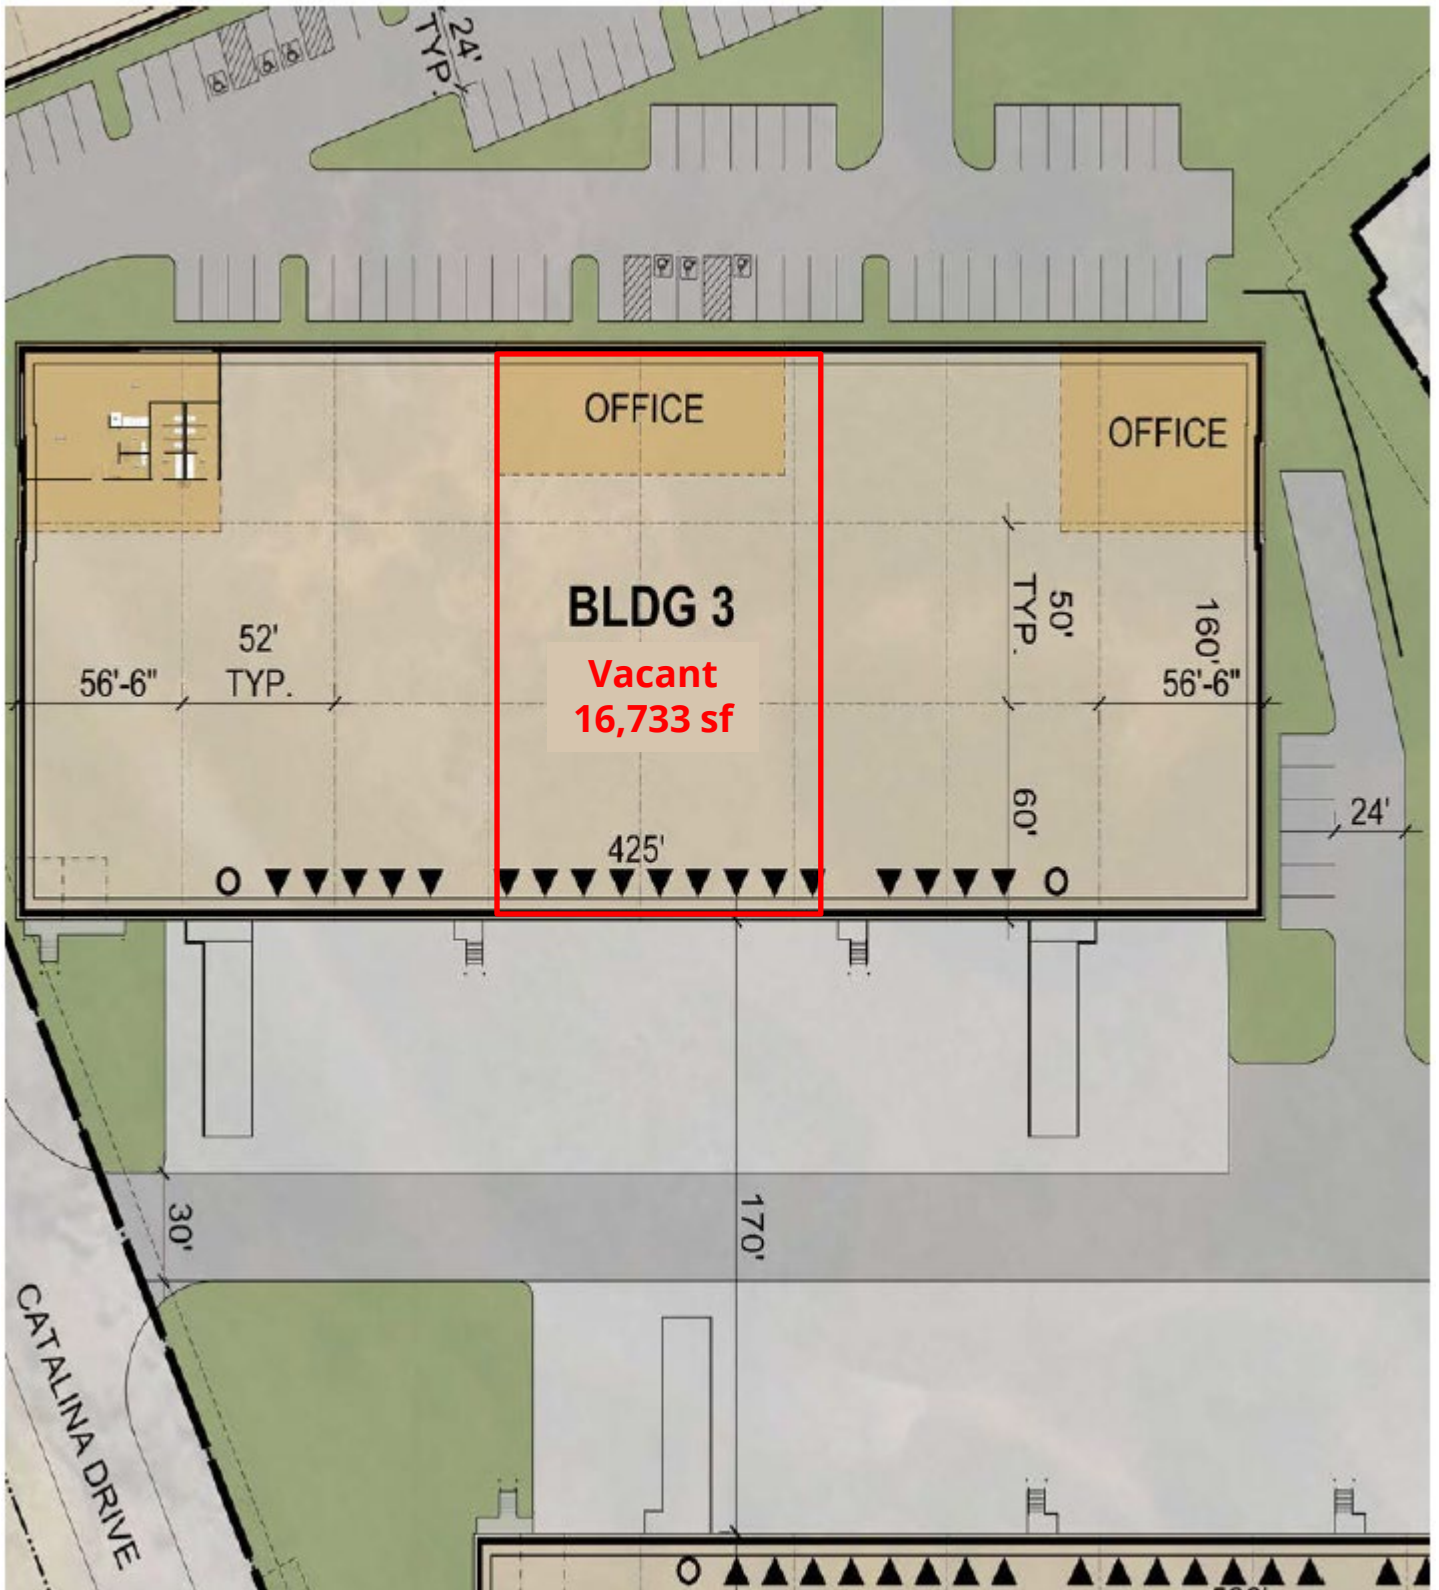 24'
TYP.
OFFICE
OFFICE
BLDG 3
Vacant
16,733 sf
52'
TYP.
56'-6"
50'
TYP.
160'
56'-6"
60'
425'
24'
30'
170'
CATALINA DRIVE